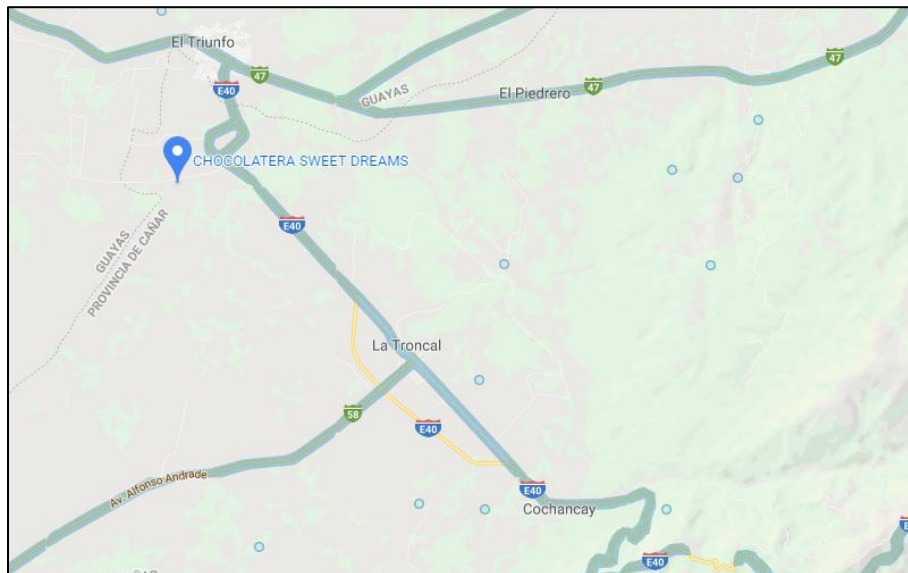 El Triunfo
47
E40
GUAYAS
El Piedrero
47
47
CHOCOLATERA SWEET DREAMS
E40
GUAYAS
PROVINCIA DE CAÑAR
La Troncal
58
E40
Av. Alfonso Andrade
E40
Cochancay
E40